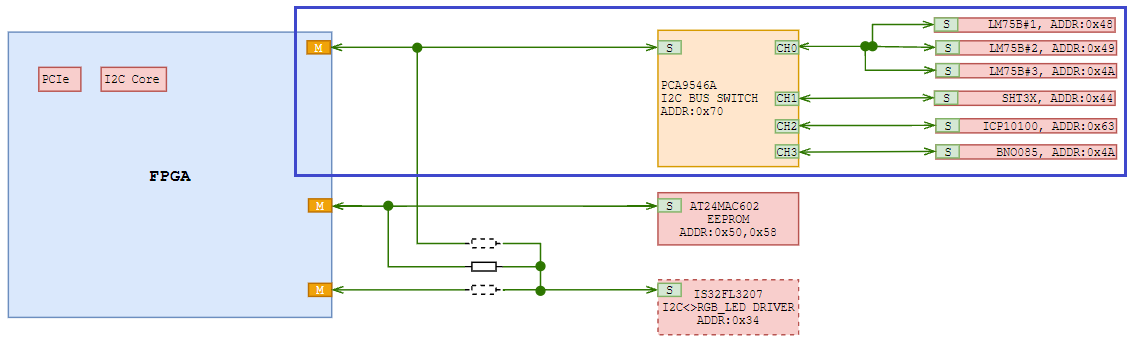 S LM75B#1, ADDR:0x48
M S CH0 S LM75B#2, ADDR:0x49
S LM75B#3, ADDR:0x4A
PCIe I2C Core
PCA9546A
I2C BUS SWITCH
ADDR:0x70
CH1 S SHT3X, ADDR:0x44
CH2 S ICP10100, ADDR:0x63
CH3 S BNO085, ADDR:0x4A
FPGA
M S AT24MAC602
EEPROM
ADDR:0x50,0x58
M S IS32FL3207
I2C<>RGB_LED DRIVER
ADDR:0x34